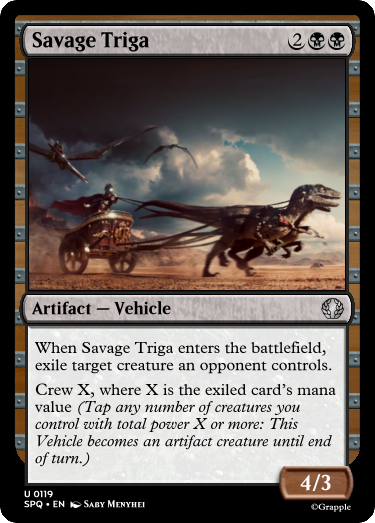 Savage Triga
2
Artifact — Vehicle
When Savage Triga enters the battlefield,
exile target creature an opponent controls.
Crew X, where X is the exiled card's mana
value (Tap any number of creatures you
control with total power X or more: This
Vehicle becomes an artifact creature until end
of turn.)
4/3
U 0119
SPQ • EN Saby Menyhei
©Grapple